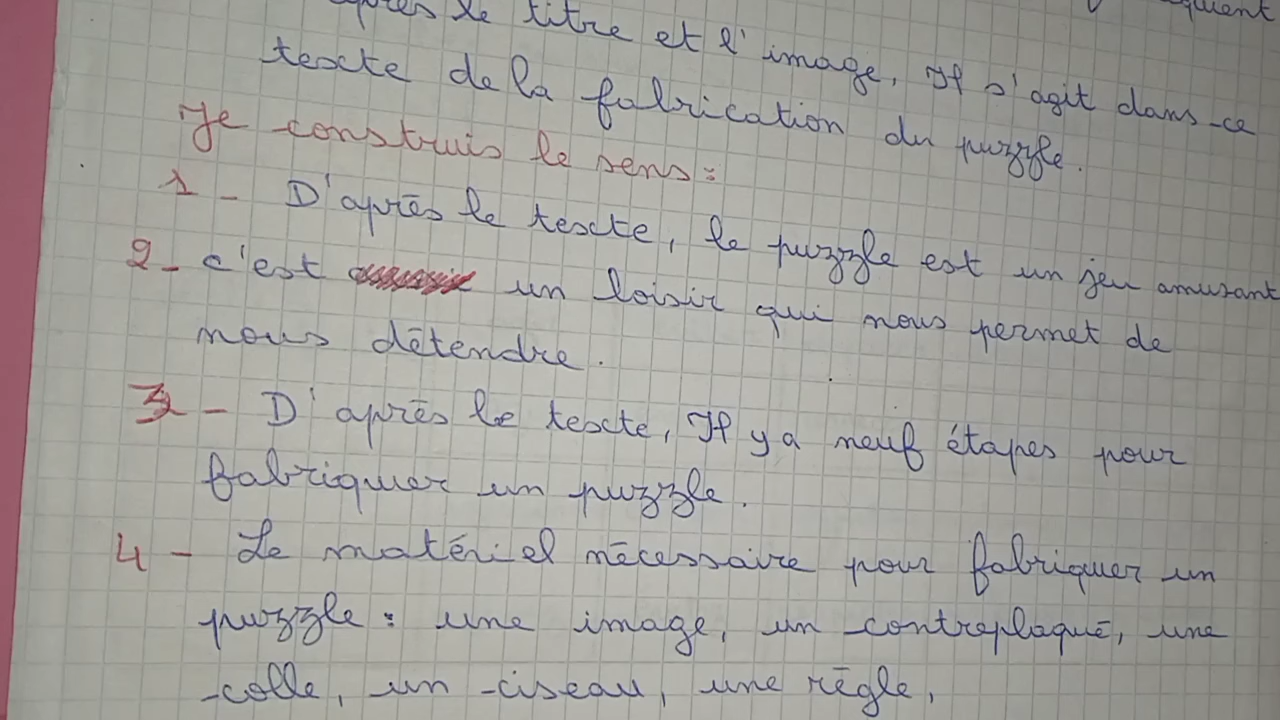 après le titre et l'image, Il s'agit dans ce
texte de la fabrication du puzzle.
Je construis le sens :
1 - D'après le texte, le puzzle est un jeu amusant
2 - c'est un loisir qui nous permet de
nous détendre.
3 - D'après le texte, Il y a neuf étapes pour
fabriquer un puzzle.
4 - Le matériel nécessaire pour fabriquer un
puzzle : une image, un contreplaqué, une
colle, un ciseau, une règle,